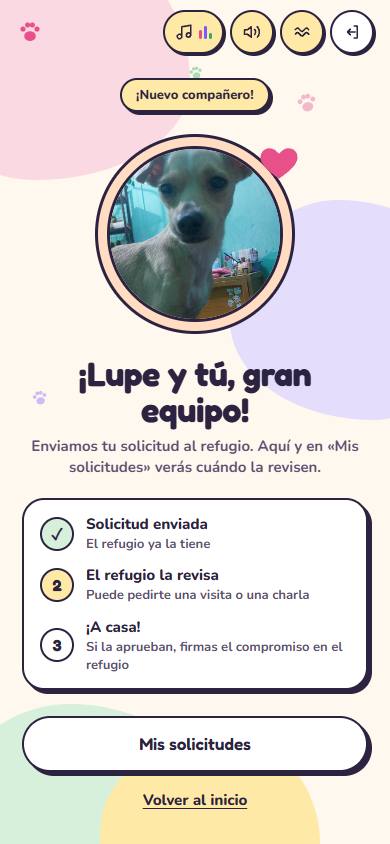 ¡Nuevo compañero!
¡Lupe y tú, gran
equipo!
Enviamos tu solicitud al refugio. Aquí y en «Mis
solicitudes» verás cuándo la revisen.
Solicitud enviada
El refugio ya la tiene
2
El refugio la revisa
Puede pedirte una visita o una charla
3
¡A casa!
Si la aprueban, firmas el compromiso en el
refugio
Mis solicitudes
Volver al inicio